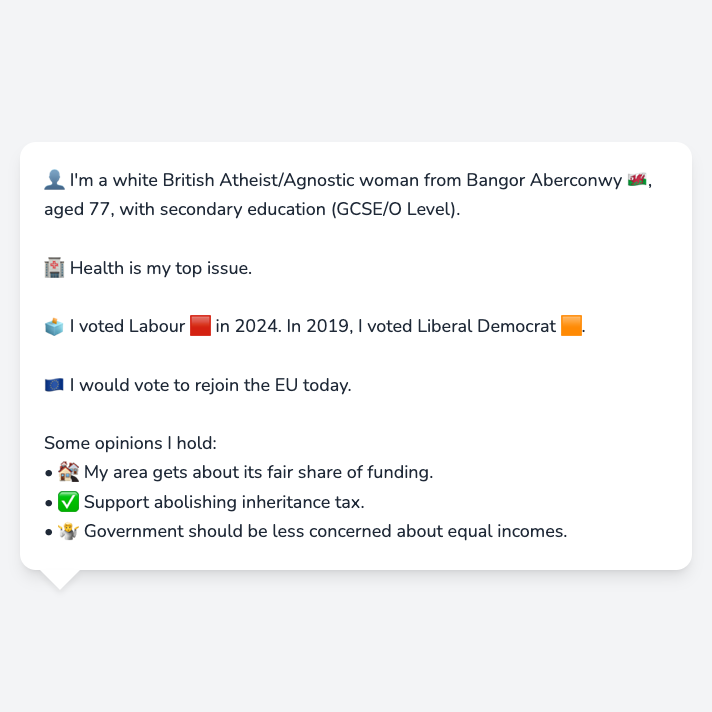 👤 I'm a white British Atheist/Agnostic woman from Bangor Aberconwy 🏴󠁧󠁢󠁷󠁬󠁳󠁿,
aged 77, with secondary education (GCSE/O Level).
🏥 Health is my top issue.
🗳️ I voted Labour 🟥 in 2024. In 2019, I voted Liberal Democrat 🟧.
🇪🇺 I would vote to rejoin the EU today.
Some opinions I hold:
• 🏘️ My area gets about its fair share of funding.
• ✅ Support abolishing inheritance tax.
• 🤷 Government should be less concerned about equal incomes.